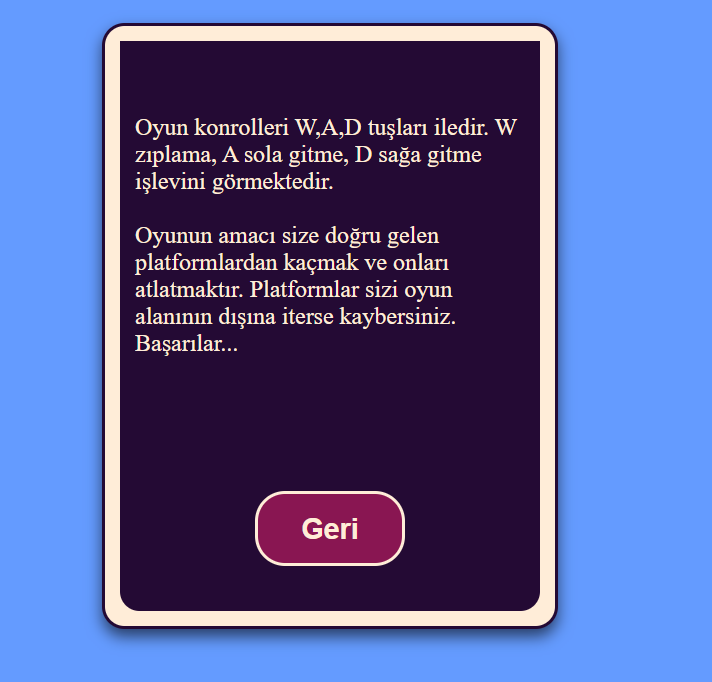 Oyun konrolleri W,A,D tuşları iledir. W
zıplama, A sola gitme, D sağa gitme
işlevini görmektedir.
Oyunun amacı size doğru gelen
platformlardan kaçmak ve onları
atlatmaktır. Platformlar sizi oyun
alanının dışına iterse kaybersiniz.
Başarılar...
Geri